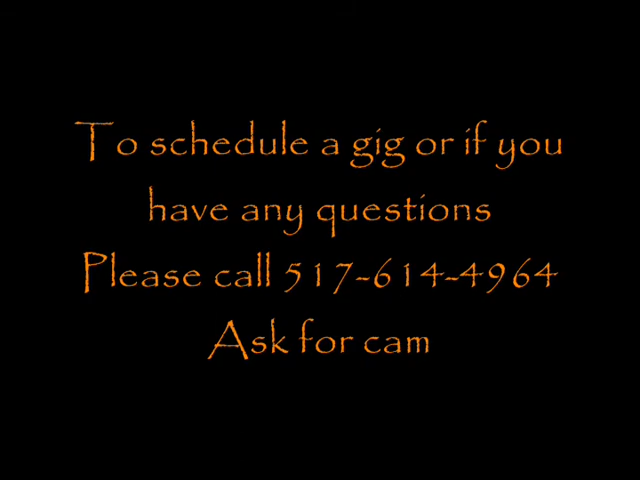 To schedule a gig or if you
have any questions
Please call 517-614-4964
Ask for cam